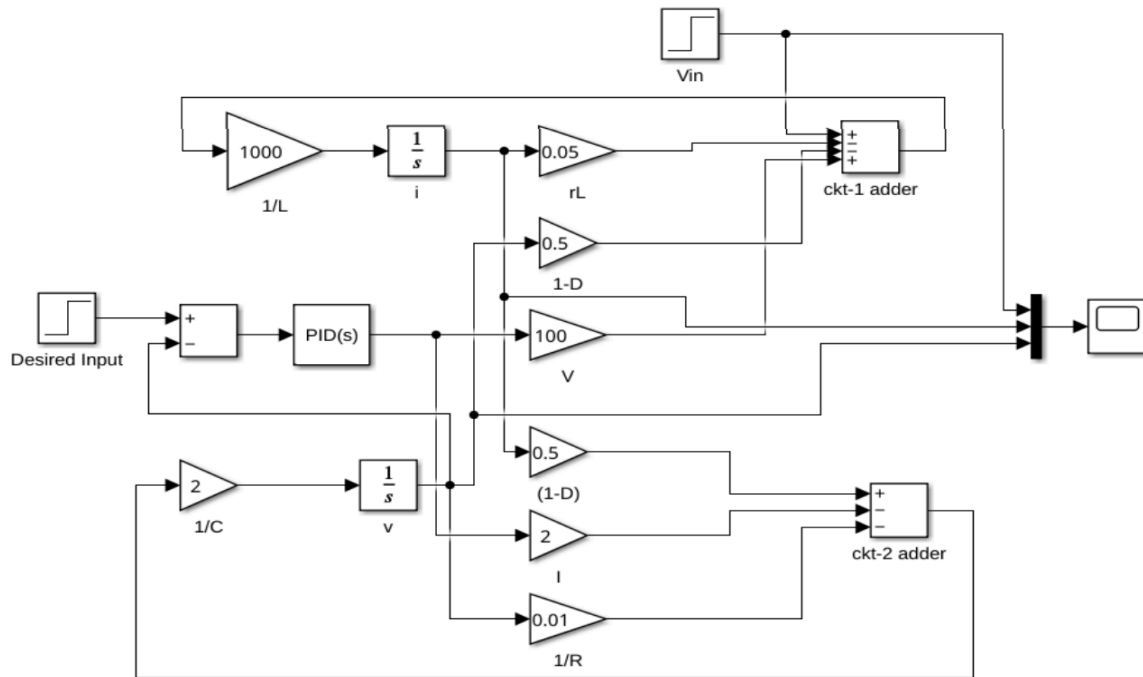 Vin
1000
1/L
1
s
i
0.05
rL
+
−
−
+
ckt-1 adder
0.5
1-D
Desired Input
+
−
PID(s)
100
V
2
1/C
1
s
v
0.5
(1-D)
2
I
0.01
1/R
+
−
−
ckt-2 adder